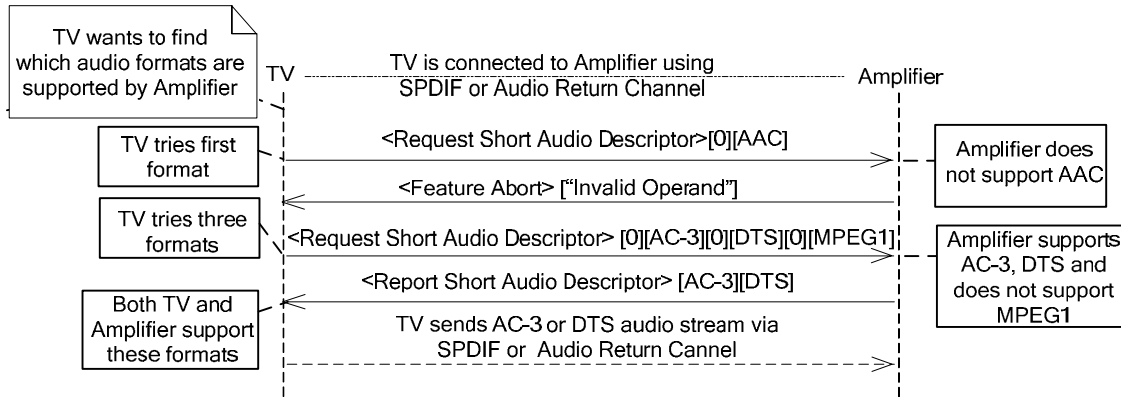 TV wants to find
which audio formats are
supported by Amplifier
TV
TV is connected to Amplifier using
SPDIF or Audio Return Channel
Amplifier
TV tries first
format
<Request Short Audio Descriptor>[0][AAC]
Amplifier does
not support AAC
<Feature Abort> [“Invalid Operand”]
TV tries three
formats
<Request Short Audio Descriptor> [0][AC-3][0][DTS][0][MPEG1]
Amplifier supports
AC-3, DTS and
does not support
MPEG1
<Report Short Audio Descriptor> [AC-3][DTS]
Both TV and
Amplifier support
these formats
TV sends AC-3 or DTS audio stream via
SPDIF or Audio Return Cannel